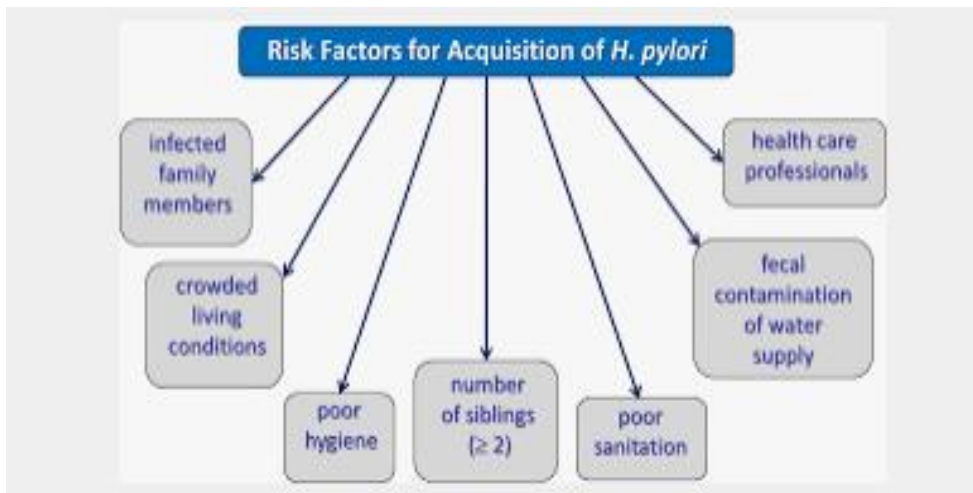 Risk Factors for Acquisition of H. pylori
infected
family
members
crowded
living
conditions
poor
hygiene
number
of siblings
(≥ 2)
poor
sanitation
fecal
contamination
of water
supply
health care
professionals